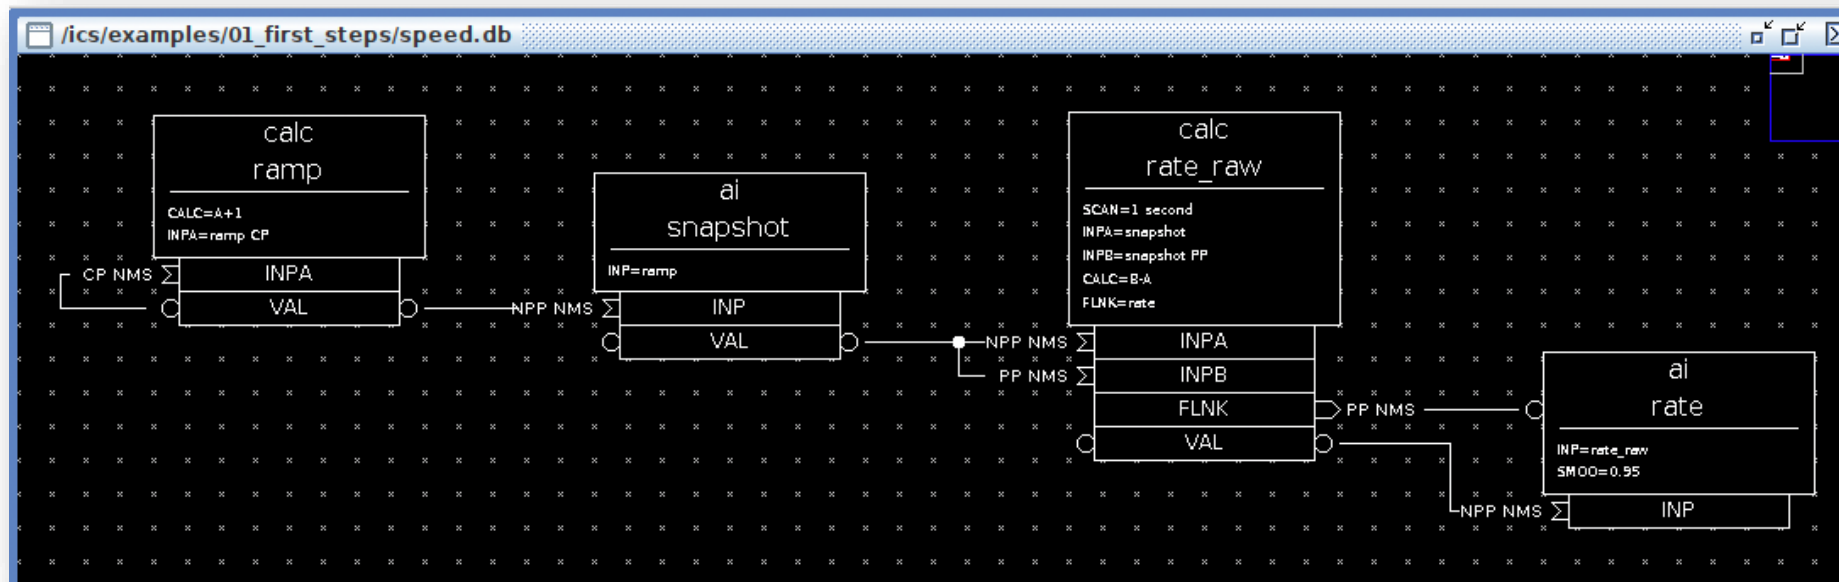 /ics/examples/01_first_steps/speed.db
calc
ramp
CALC=A+1
INPA=ramp CP
CP NMS
INPA
VAL
ai
snapshot
INP=ramp
NPP NMS
INP
VAL
calc
rate_raw
SCAN=1 second
INPA=snapshot
INPB=snapshot PP
CALC=B-A
FLNK=rate
NPP NMS
INPA
PP NMS
INPB
FLNK
PP NMS
VAL
ai
rate
INP=rate_raw
SMOO=0.95
NPP NMS
INP